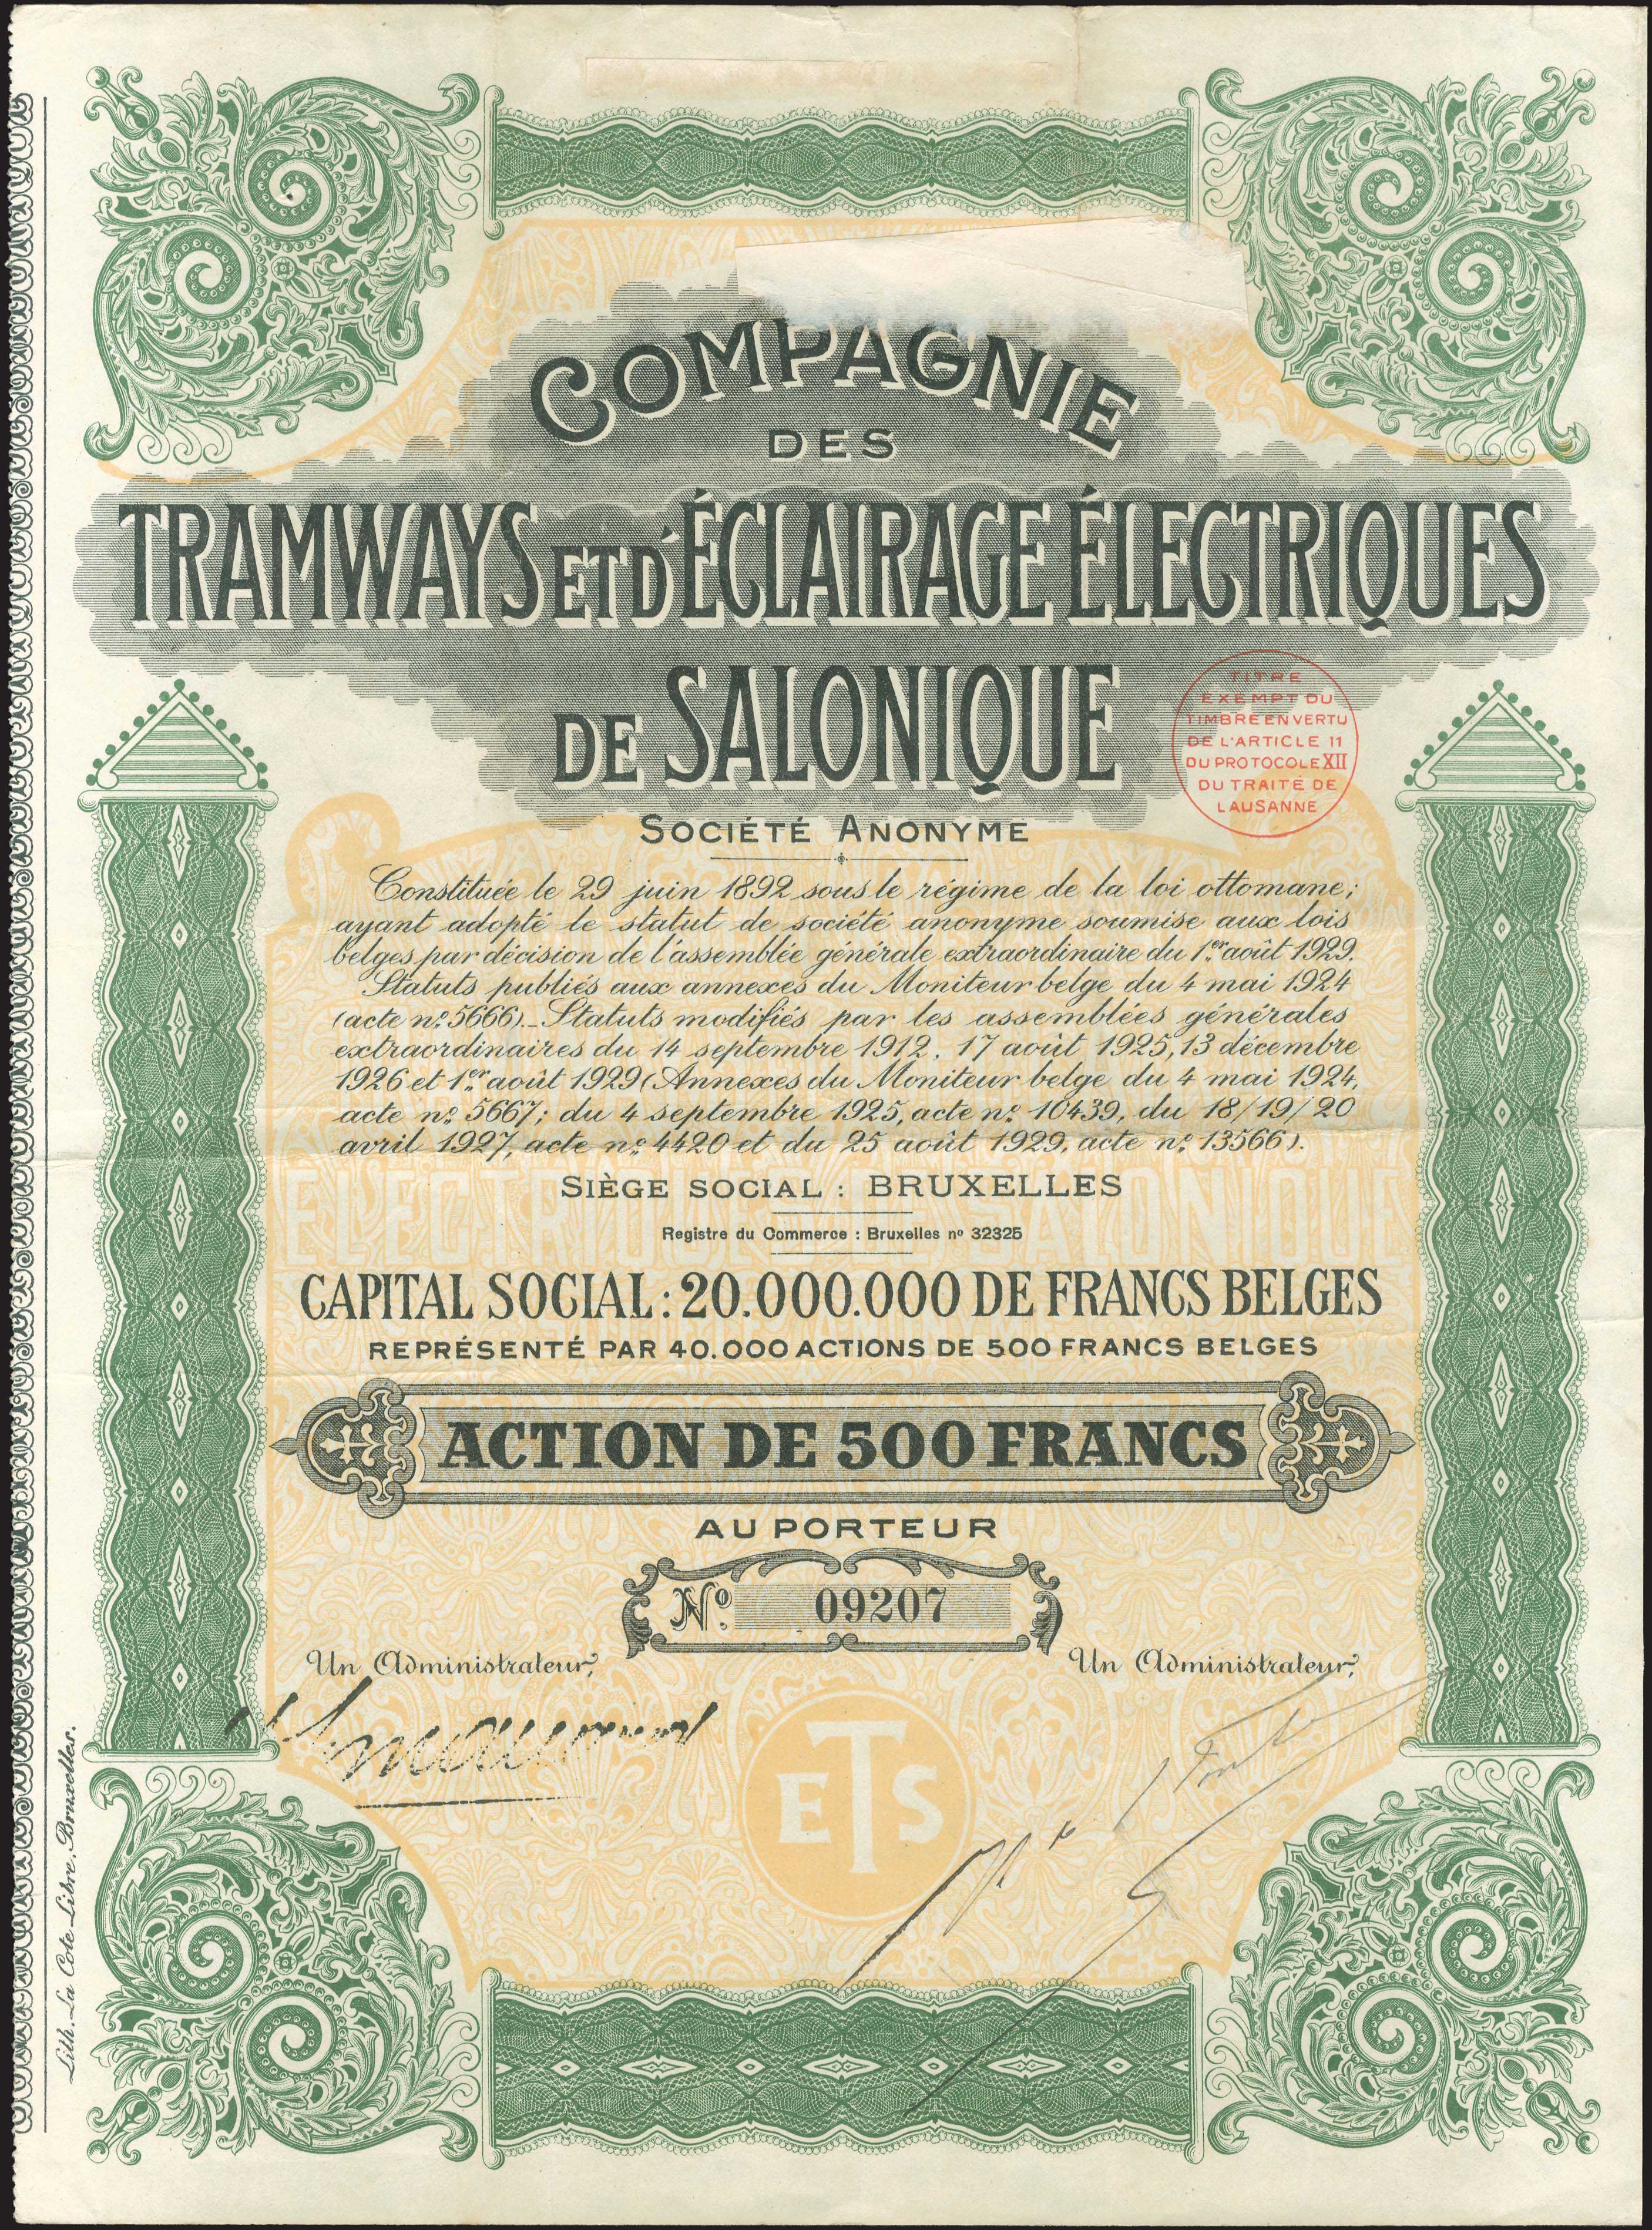 COMPAGNIE
DES
TRAMWAYS ET D'ÉCLAIRAGE ÉLECTRIQUES
DE SALONIQUE
TITRE
EXEMPT DU
TIMBRE EN VERTU
DE L'ARTICLE 11
DU PROTOCOLE XII
DU TRAITÉ DE
LAUSANNE
SOCIÉTÉ ANONYME
Constituée le 29 juin 1892 sous le régime de la loi ottomane;
ayant adopté le statut de société anonyme soumise aux lois
belges par décision de l'assemblée générale extraordinaire du 1er août 1929.
Statuts publiés aux annexes du Moniteur belge du 4 mai 1924
(acte nº 5666)._Statuts modifiés par les assemblées générales
extraordinaires du 14 septembre 1912, 17 août 1925, 13 décembre
1926 et 1er août 1929 (Annexes du Moniteur belge du 4 mai 1924,
acte nº 5667; du 4 septembre 1925, acte nº 10439, du 18/19/20
avril 1927, acte nº 4420 et du 25 août 1929, acte nº 13566).
ELECTRIQUES SALONIQUE
SIÈGE SOCIAL : BRUXELLES
Registre du Commerce : Bruxelles nº 32325
CAPITAL SOCIAL : 20.000.000 DE FRANCS BELGES
REPRÉSENTÉ PAR 40.000 ACTIONS DE 500 FRANCS BELGES
ACTION DE 500 FRANCS
AU PORTEUR
Nº 09207
Un Administrateur,
Un Administrateur,
ETS
Lith. La Cote Libre, Bruxelles.